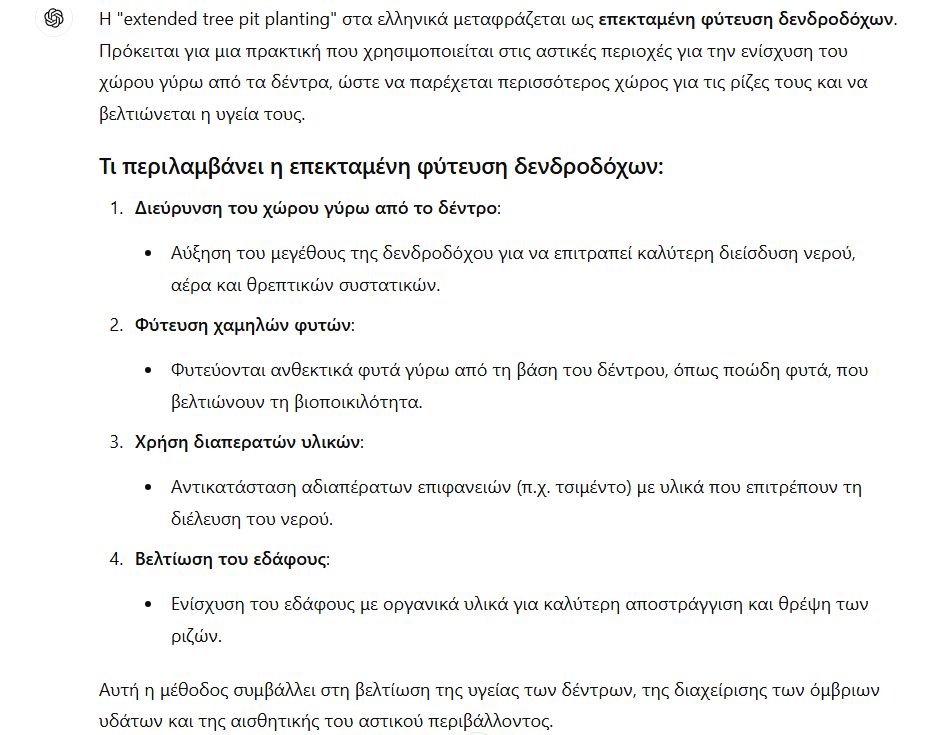 Η "extended tree pit planting" στα ελληνικά μεταφράζεται ως επεκταμένη φύτευση δενδροδόχων.
Πρόκειται για μια πρακτική που χρησιμοποιείται στις αστικές περιοχές για την ενίσχυση του
χώρου γύρω από τα δέντρα, ώστε να παρέχεται περισσότερος χώρος για τις ρίζες τους και να
βελτιώνεται η υγεία τους.
Τι περιλαμβάνει η επεκταμένη φύτευση δενδροδόχων:
1. Διεύρυνση του χώρου γύρω από το δέντρο:
• Αύξηση του μεγέθους της δενδροδόχου για να επιτραπεί καλύτερη διείσδυση νερού,
αέρα και θρεπτικών συστατικών.
2. Φύτευση χαμηλών φυτών:
• Φυτεύονται ανθεκτικά φυτά γύρω από τη βάση του δέντρου, όπως ποώδη φυτά, που
βελτιώνουν τη βιοποικιλότητα.
3. Χρήση διαπερατών υλικών:
• Αντικατάσταση αδιαπέρατων επιφανειών (π.χ. τσιμέντο) με υλικά που επιτρέπουν τη
διέλευση του νερού.
4. Βελτίωση του εδάφους:
• Ενίσχυση του εδάφους με οργανικά υλικά για καλύτερη αποστράγγιση και θρέψη των
ριζών.
Αυτή η μέθοδος συμβάλλει στη βελτίωση της υγείας των δέντρων, της διαχείρισης των όμβριων
υδάτων και της αισθητικής του αστικού περιβάλλοντος.